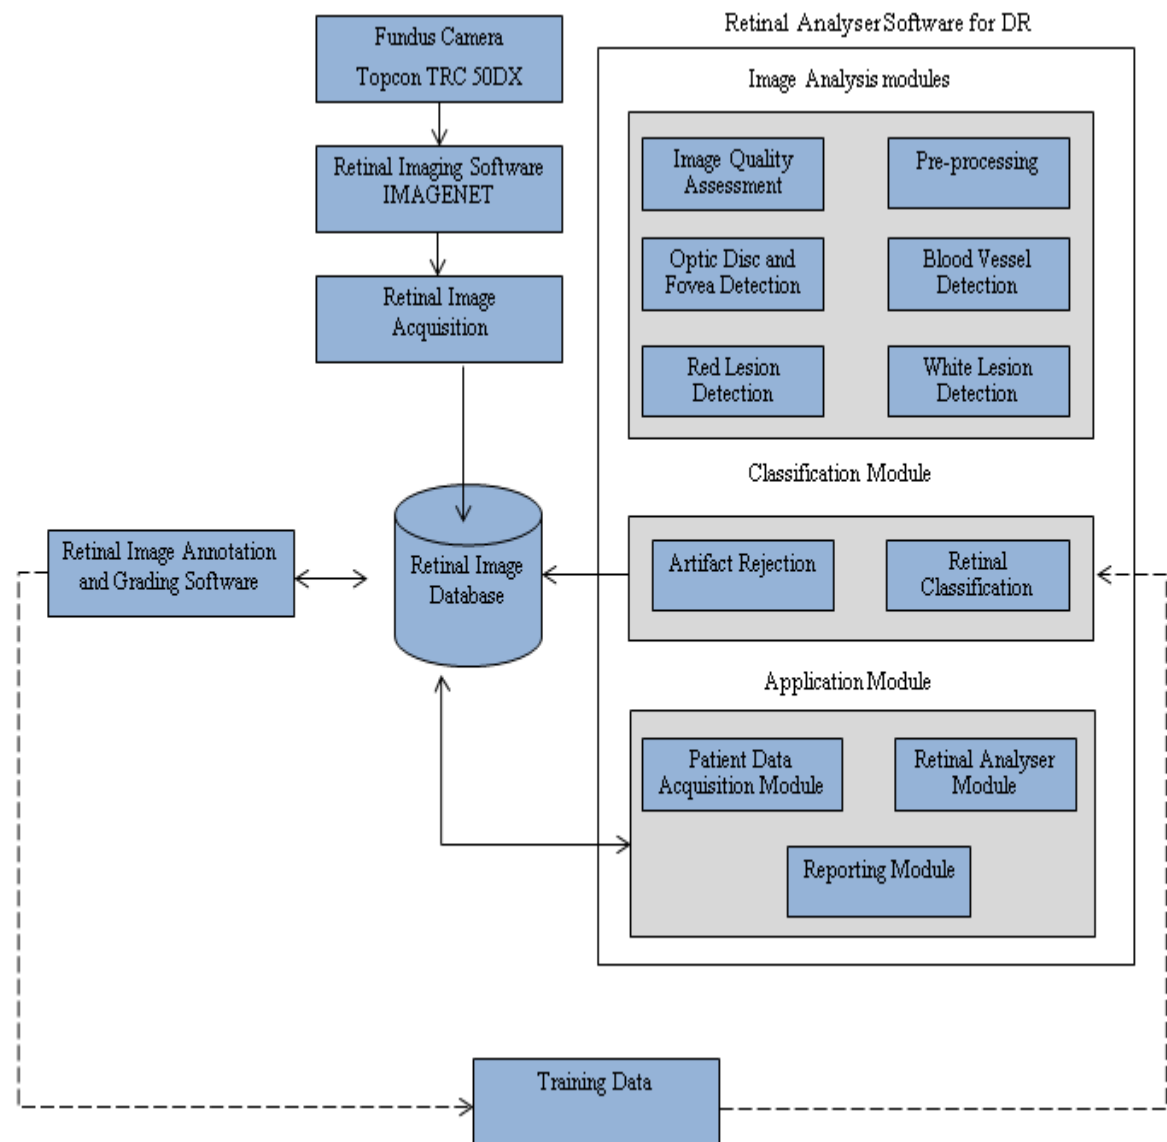 Fundus Camera
Topcon TRC 50DX
Retinal Imaging Software
IMAGENET
Retinal Image
Acquisition
Retinal Image Annotation
and Grading Software
Retinal Image
Database
Retinal Analyser Software for DR
Image Analysis modules
Image Quality
Assessment
Pre-processing
Optic Disc and
Fovea Detection
Blood Vessel
Detection
Red Lesion
Detection
White Lesion
Detection
Classification Module
Artifact Rejection
Retinal
Classification
Application Module
Patient Data
Acquisition Module
Retinal Analyser
Module
Reporting Module
Training Data